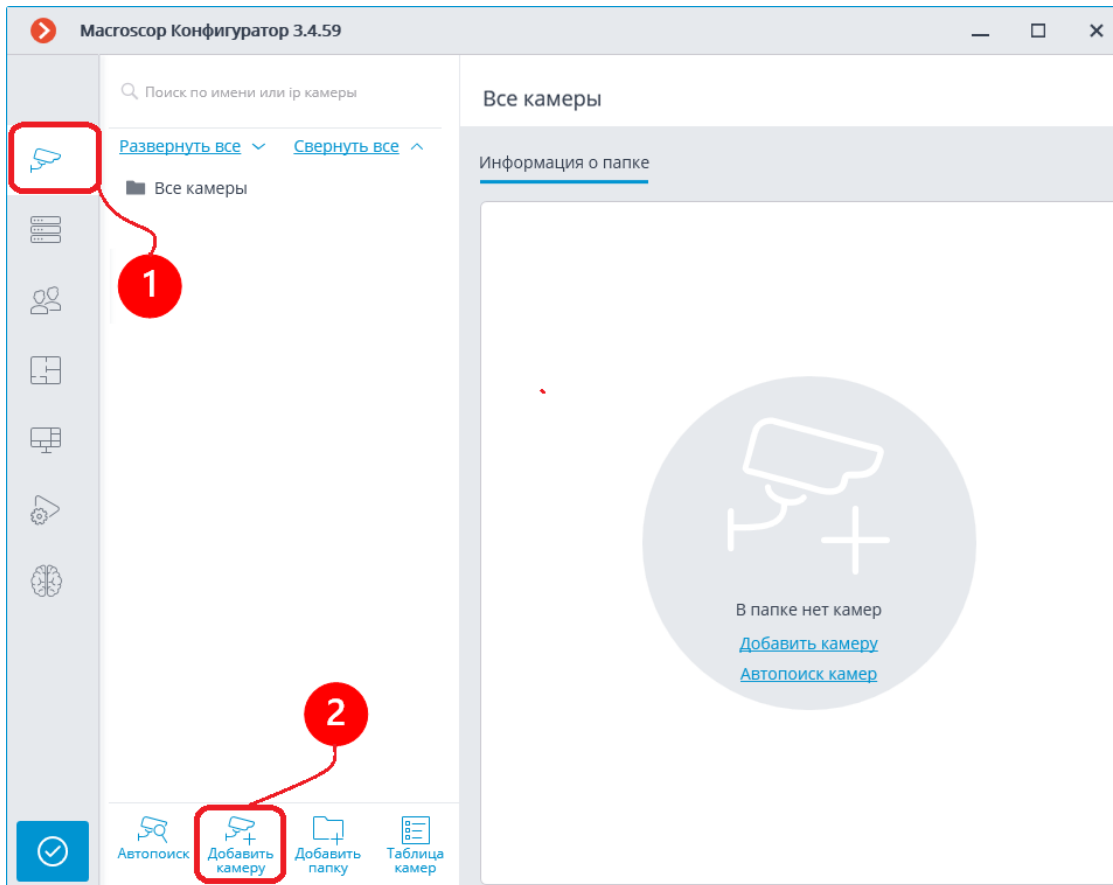 Macroscop Конфигуратор 3.4.59
Поиск по имени или ip камеры
Развернуть все
Свернуть все
Все камеры
1
2
Автопоиск
Добавить
камеру
Добавить
папку
Таблица
камер
Все камеры
Информация о папке
В папке нет камер
Добавить камеру
Автопоиск камер